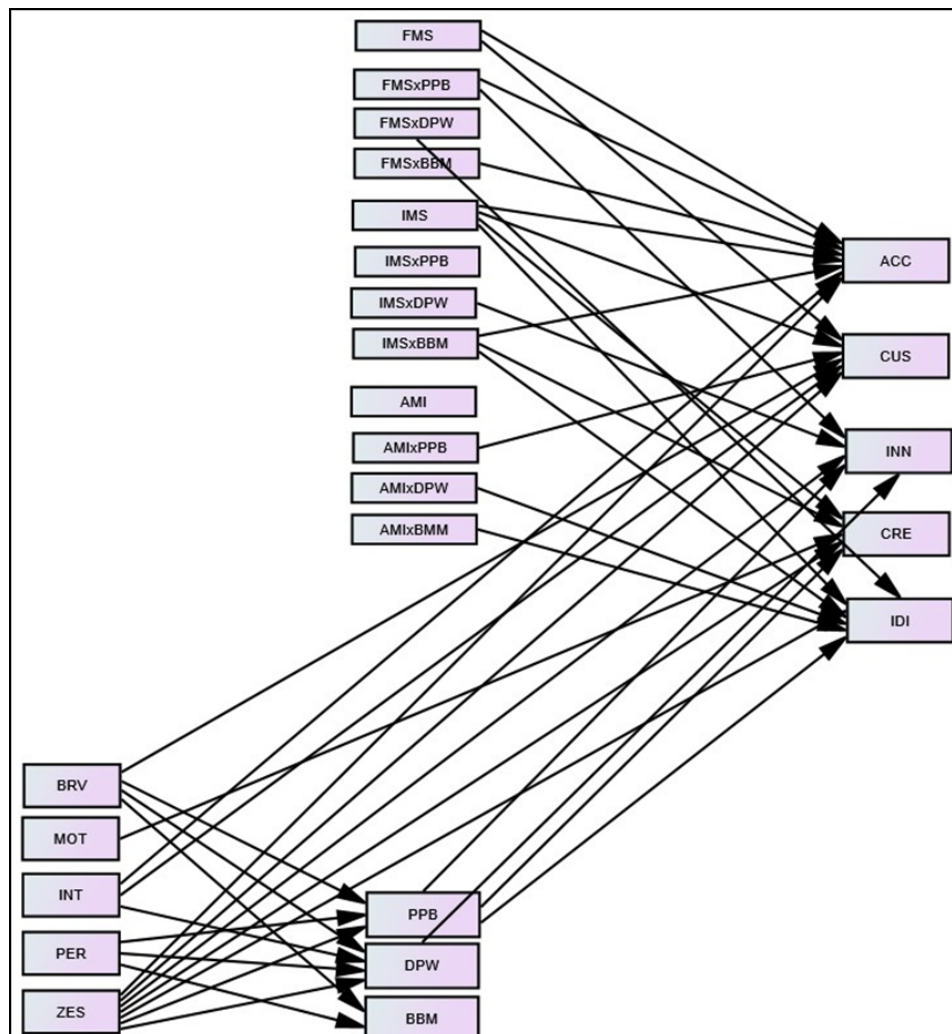 FMS
FMSxPPB
FMSxDPW
FMSxBBM
IMS
IMSxPPB
IMSxDPW
IMSxBBM
AMI
AMIxPPB
AMIxDPW
AMIxBMM
ACC
CUS
INN
CRE
IDI
BRV
MOT
INT
PER
ZES
PPB
DPW
BBM